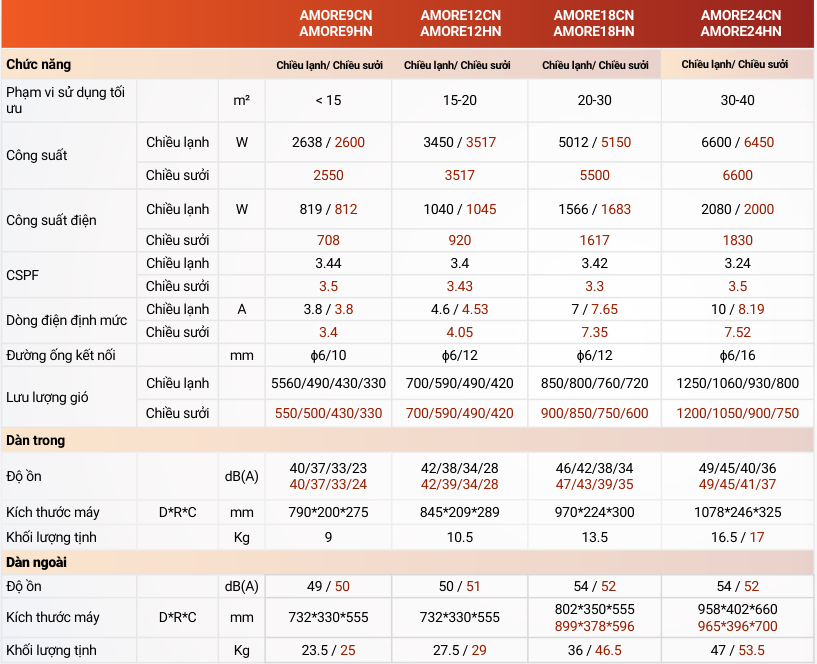 AMORE9CN AMORE12CN AMORE18CN AMORE24CN
AMORE9HN AMORE12HN AMORE18HN AMORE24HN
Chức năng Chiều lạnh/ Chiều sưởi Chiều lạnh/ Chiều sưởi Chiều lạnh/ Chiều sưởi Chiều lạnh/ Chiều sưởi
Phạm vi sử dụng tối ưu m² < 15 15-20 20-30 30-40
Công suất Chiều lạnh W 2638 / 2600 3450 / 3517 5012 / 5150 6600 / 6450
Chiều sưởi 2550 3517 5500 6600
Công suất điện Chiều lạnh W 819 / 812 1040 / 1045 1566 / 1683 2080 / 2000
Chiều sưởi 708 920 1617 1830
CSPF Chiều lạnh 3.44 3.4 3.42 3.24
Chiều sưởi 3.5 3.43 3.3 3.5
Dòng điện định mức Chiều lạnh A 3.8 / 3.8 4.6 / 4.53 7 / 7.65 10 / 8.19
Chiều sưởi 3.4 4.05 7.35 7.52
Đường ống kết nối mm ϕ6/10 ϕ6/12 ϕ6/12 ϕ6/16
Lưu lượng gió Chiều lạnh 5560/490/430/330 700/590/490/420 850/800/760/720 1250/1060/930/800
Chiều sưởi 550/500/430/330 700/590/490/420 900/850/750/600 1200/1050/900/750
Dàn trong
Độ ồn dB(A) 40/37/33/23 42/38/34/28 46/42/38/34 49/45/40/36
40/37/33/24 42/39/34/28 47/43/39/35 49/45/41/37
Kích thước máy D*R*C mm 790*200*275 845*209*289 970*224*300 1078*246*325
Khối lượng tịnh Kg 9 10.5 13.5 16.5 / 17
Dàn ngoài
Độ ồn dB(A) 49 / 50 50 / 51 54 / 52 54 / 52
Kích thước máy D*R*C mm 732*330*555 732*330*555 802*350*555 958*402*660
899*378*596 965*396*700
Khối lượng tịnh Kg 23.5 / 25 27.5 / 29 36 / 46.5 47 / 53.5